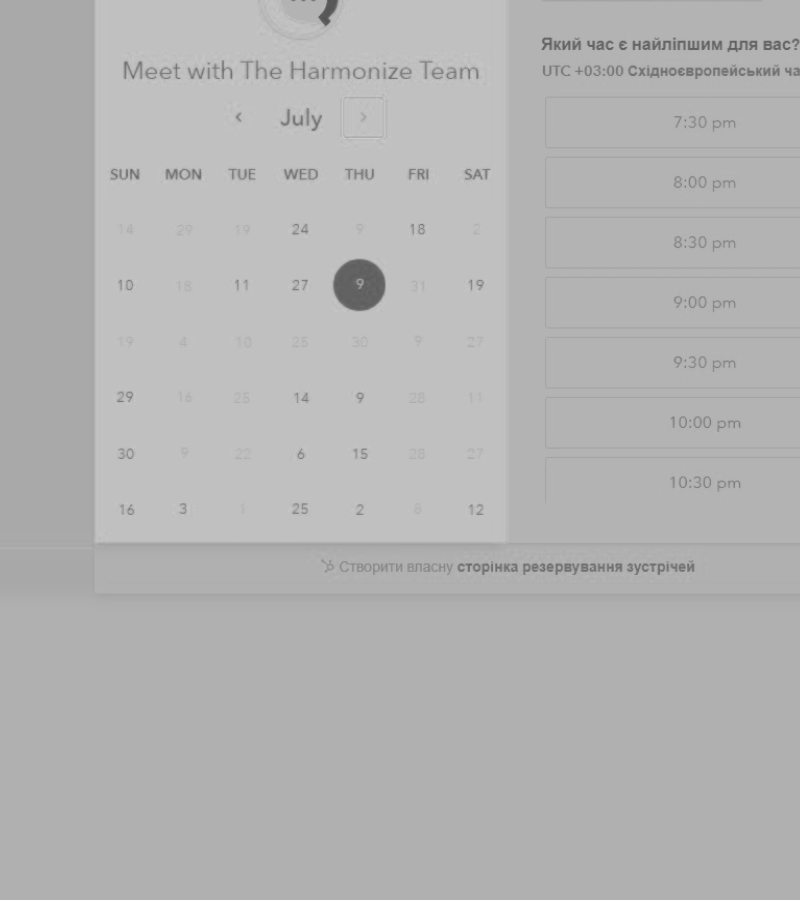 Meet with The Harmonize Team
July
SUN MON TUE WED THU FRI SAT
14 29 19 24 9 18 2
10 18 11 27 9 31 19
19 4 10 25 30 9 27
29 16 25 14 9 28 11
30 9 22 6 15 28 27
16 3 1 25 2 8 12
Який час є найліпшим для вас?
UTC +03:00 Східноєвропейський ча
7:30 pm
8:00 pm
8:30 pm
9:00 pm
9:30 pm
10:00 pm
10:30 pm
Створити власну сторінка резервування зустрічей